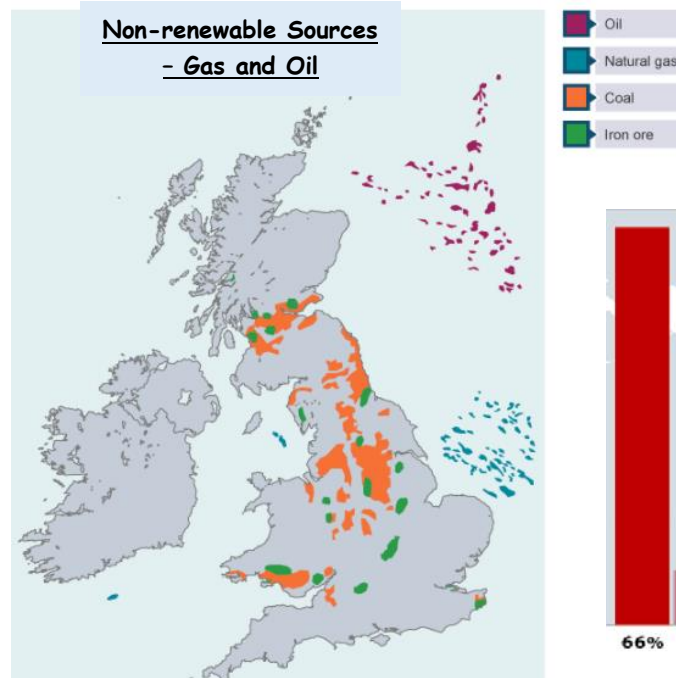 Non-renewable Sources
– Gas and Oil
Oil
Natural gas
Coal
Iron ore
66%